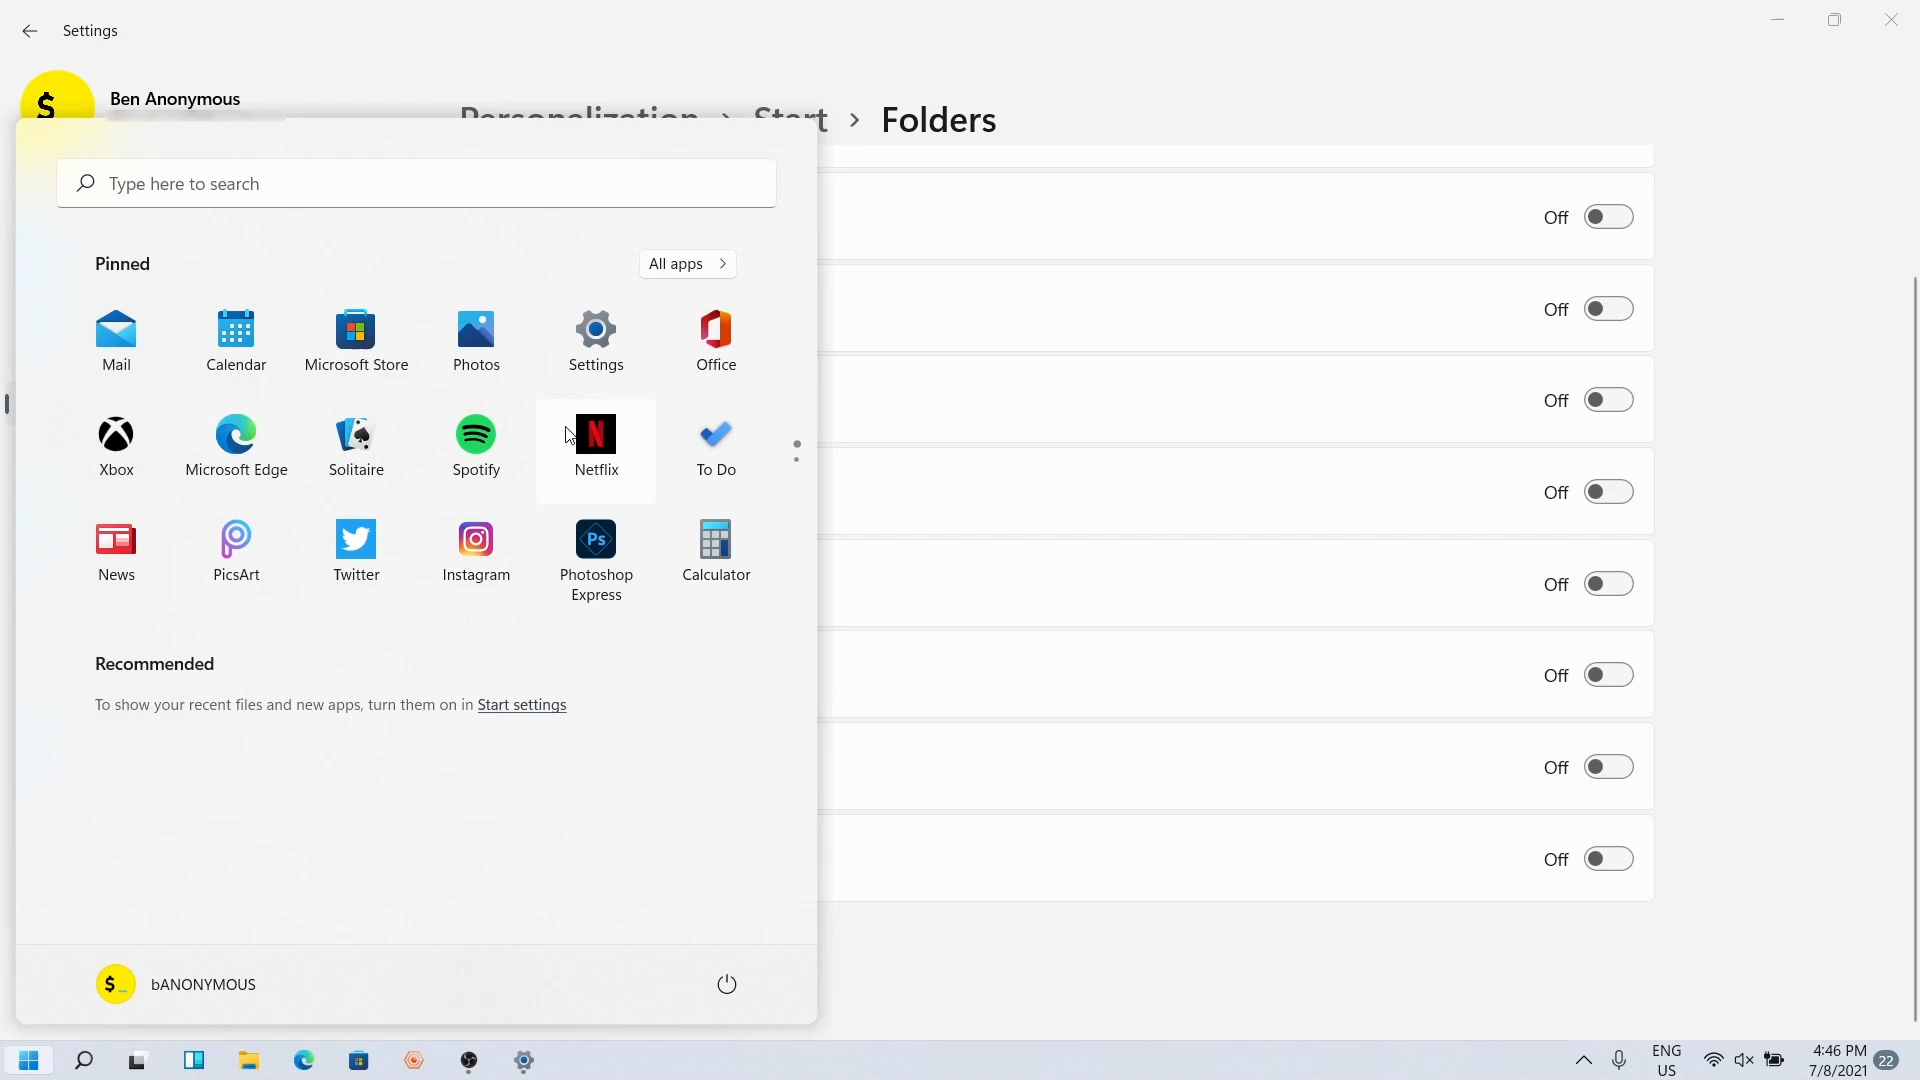 Settings
Ben Anonymous
Personalization > Start > Folders
Type here to search
Pinned
All apps >
Mail
Calendar
Microsoft Store
Photos
Settings
Office
Xbox
Microsoft Edge
Solitaire
Spotify
Netflix
To Do
News
PicsArt
Twitter
Instagram
Photoshop
Express
Calculator
Recommended
To show your recent files and new apps, turn them on in Start settings
bANONYMOUS
Off
Off
Off
Off
Off
Off
Off
Off
ENG
US
4:46 PM
7/8/2021
22